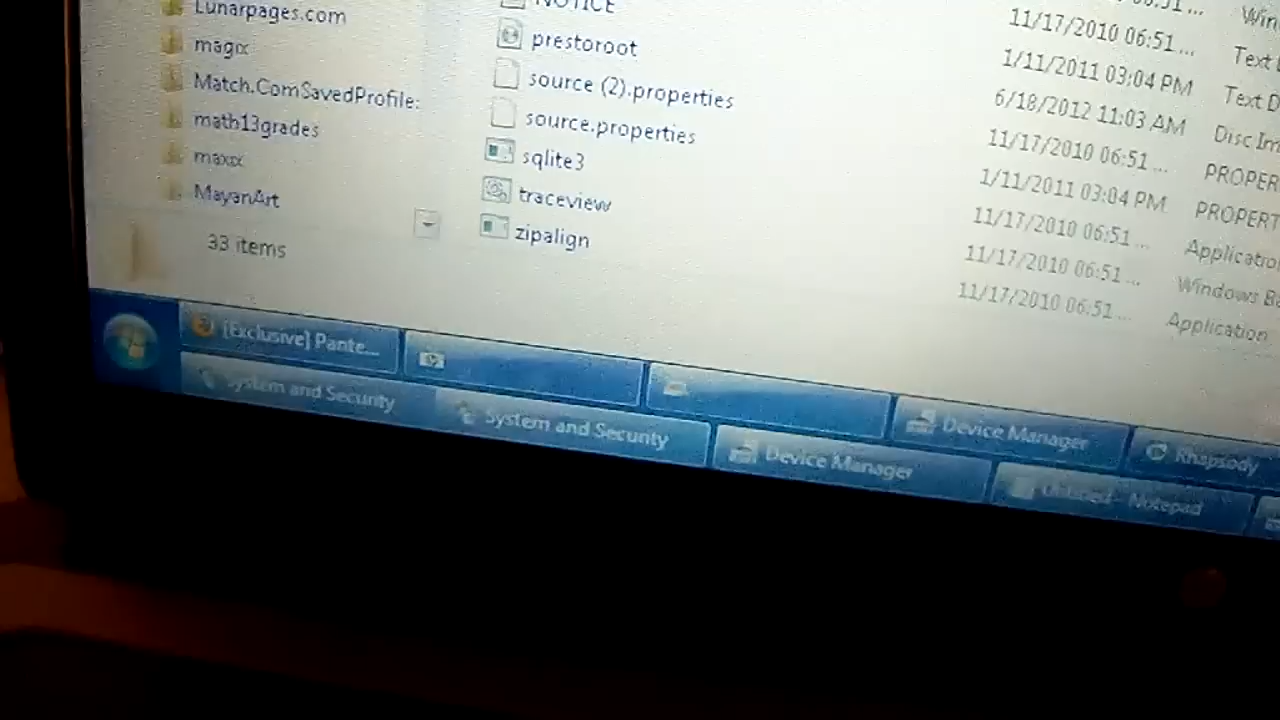 Lunarpages.com
magix
Match.ComSavedProfile:
math13grades
maxxx
MayanArt
33 items
NOTICE
prestoroot
source (2).properties
source.properties
sqlite3
traceview
zipalign
11/17/2010 06:51 ...
1/11/2011 03:04 PM
6/18/2012 11:03 AM
11/17/2010 06:51 ...
1/11/2011 03:04 PM
11/17/2010 06:51 ...
11/17/2010 06:51 ...
11/17/2010 06:51 ...
Win
Text
Text D
Disc Im
PROPER
PROPERT
Applicatio
Windows Ba
Application
[Exclusive] Pante...
Device Manager
Rhapsody
System and Security
System and Security
Device Manager
Untitled - Notepad